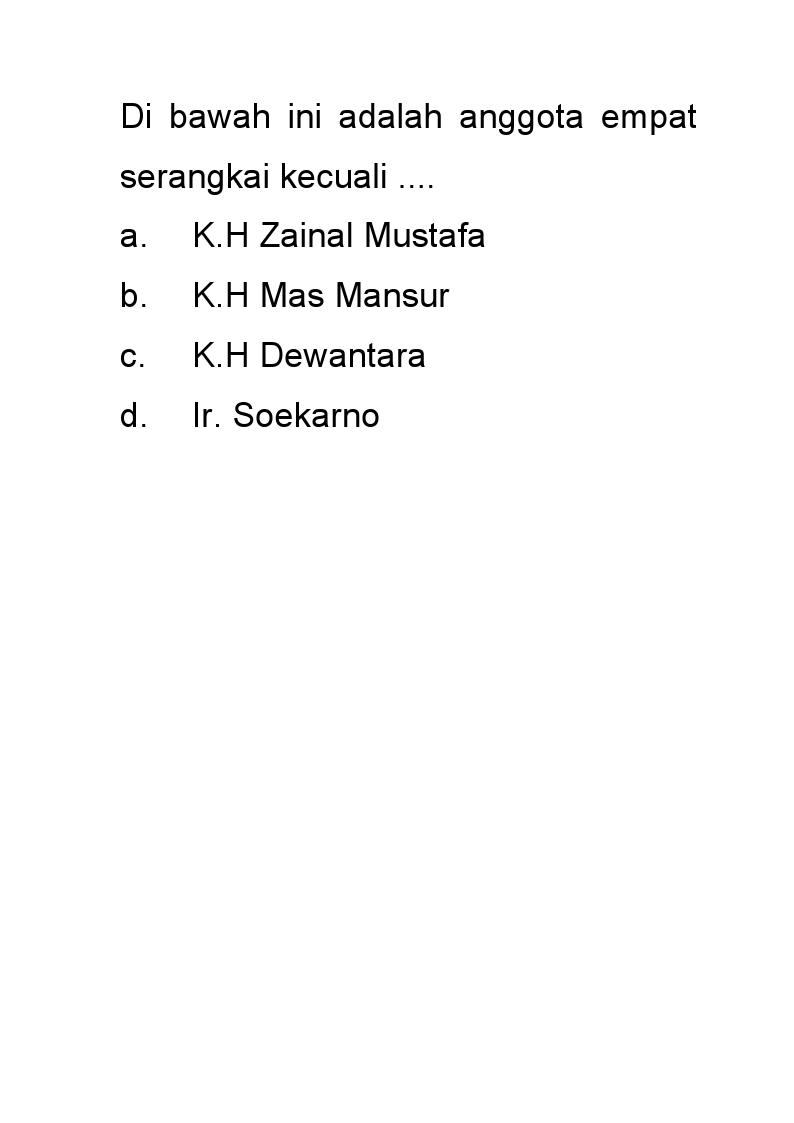 Di bawah ini adalah anggota empat
serangkai kecuali ....
a. K.H Zainal Mustafa
b. K.H Mas Mansur
c. K.H Dewantara
d. Ir. Soekarno